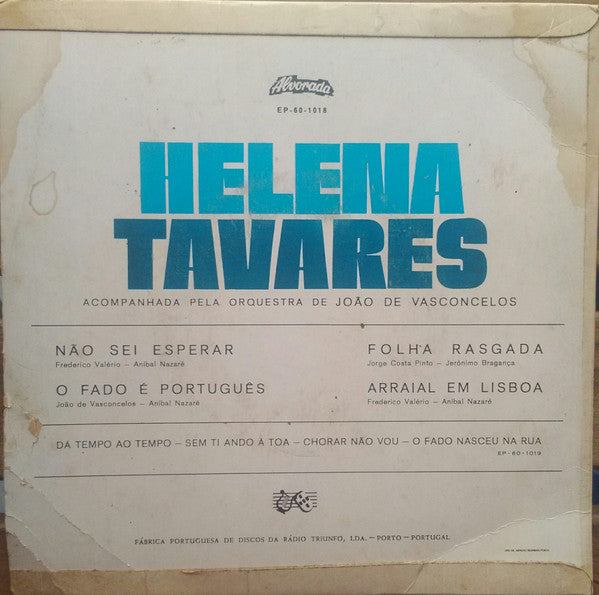 Alvorada
EP-60-1018
HELENA
TAVARES
ACOMPANHADA PELA ORQUESTRA DE JOÃO DE VASCONCELOS
NÃO SEI ESPERAR
Frederico Valério – Aníbal Nazaré
O FADO É PORTUGUÊS
João de Vasconcelos – Aníbal Nazaré
FOLHA RASGADA
Jorge Costa Pinto – Jerónimo Bragança
ARRAIAL EM LISBOA
Frederico Valério – Aníbal Nazaré
DÁ TEMPO AO TEMPO – SEM TI ANDO À TOA – CHORAR NÃO VOU – O FADO NASCEU NA RUA
EP-60-1019
FÁBRICA PORTUGUESA DE DISCOS DA RÁDIO TRIUNFO, LDA. – PORTO – PORTUGAL